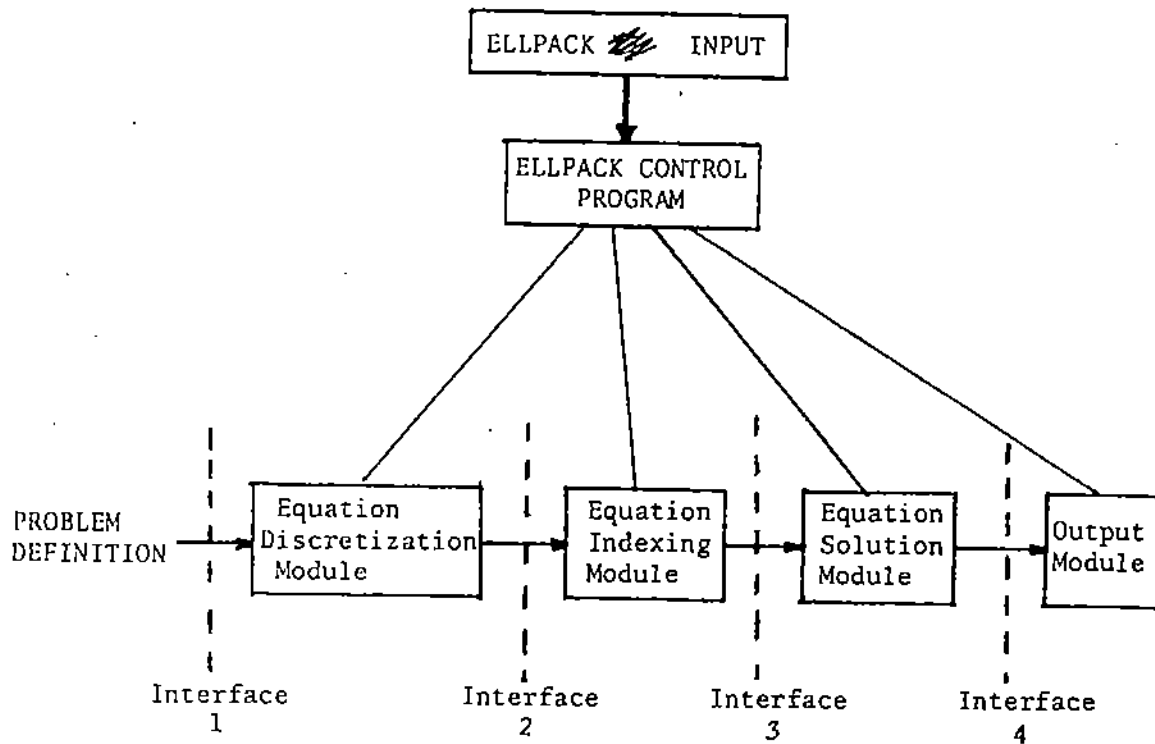 ELLPACK INPUT
ELLPACK CONTROL
PROGRAM
PROBLEM
DEFINITION
Equation
Discretization
Module
Equation
Indexing
Module
Equation
Solution
Module
Output
Module
Interface
1
Interface
2
Interface
3
Interface
4